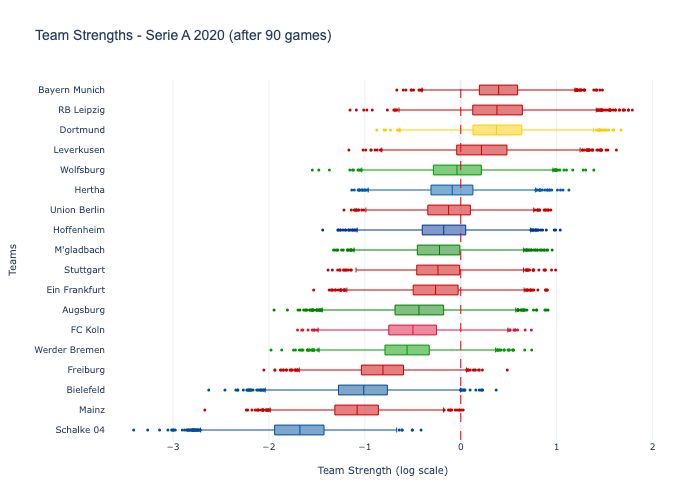 Team Strengths - Serie A 2020 (after 90 games)
Bayern Munich
RB Leipzig
Dortmund
Leverkusen
Wolfsburg
Hertha
Union Berlin
Hoffenheim
M'gladbach
Stuttgart
Ein Frankfurt
Augsburg
FC Koln
Werder Bremen
Freiburg
Bielefeld
Mainz
Schalke 04
Teams
−3 −2 −1 0 1 2
Team Strength (log scale)